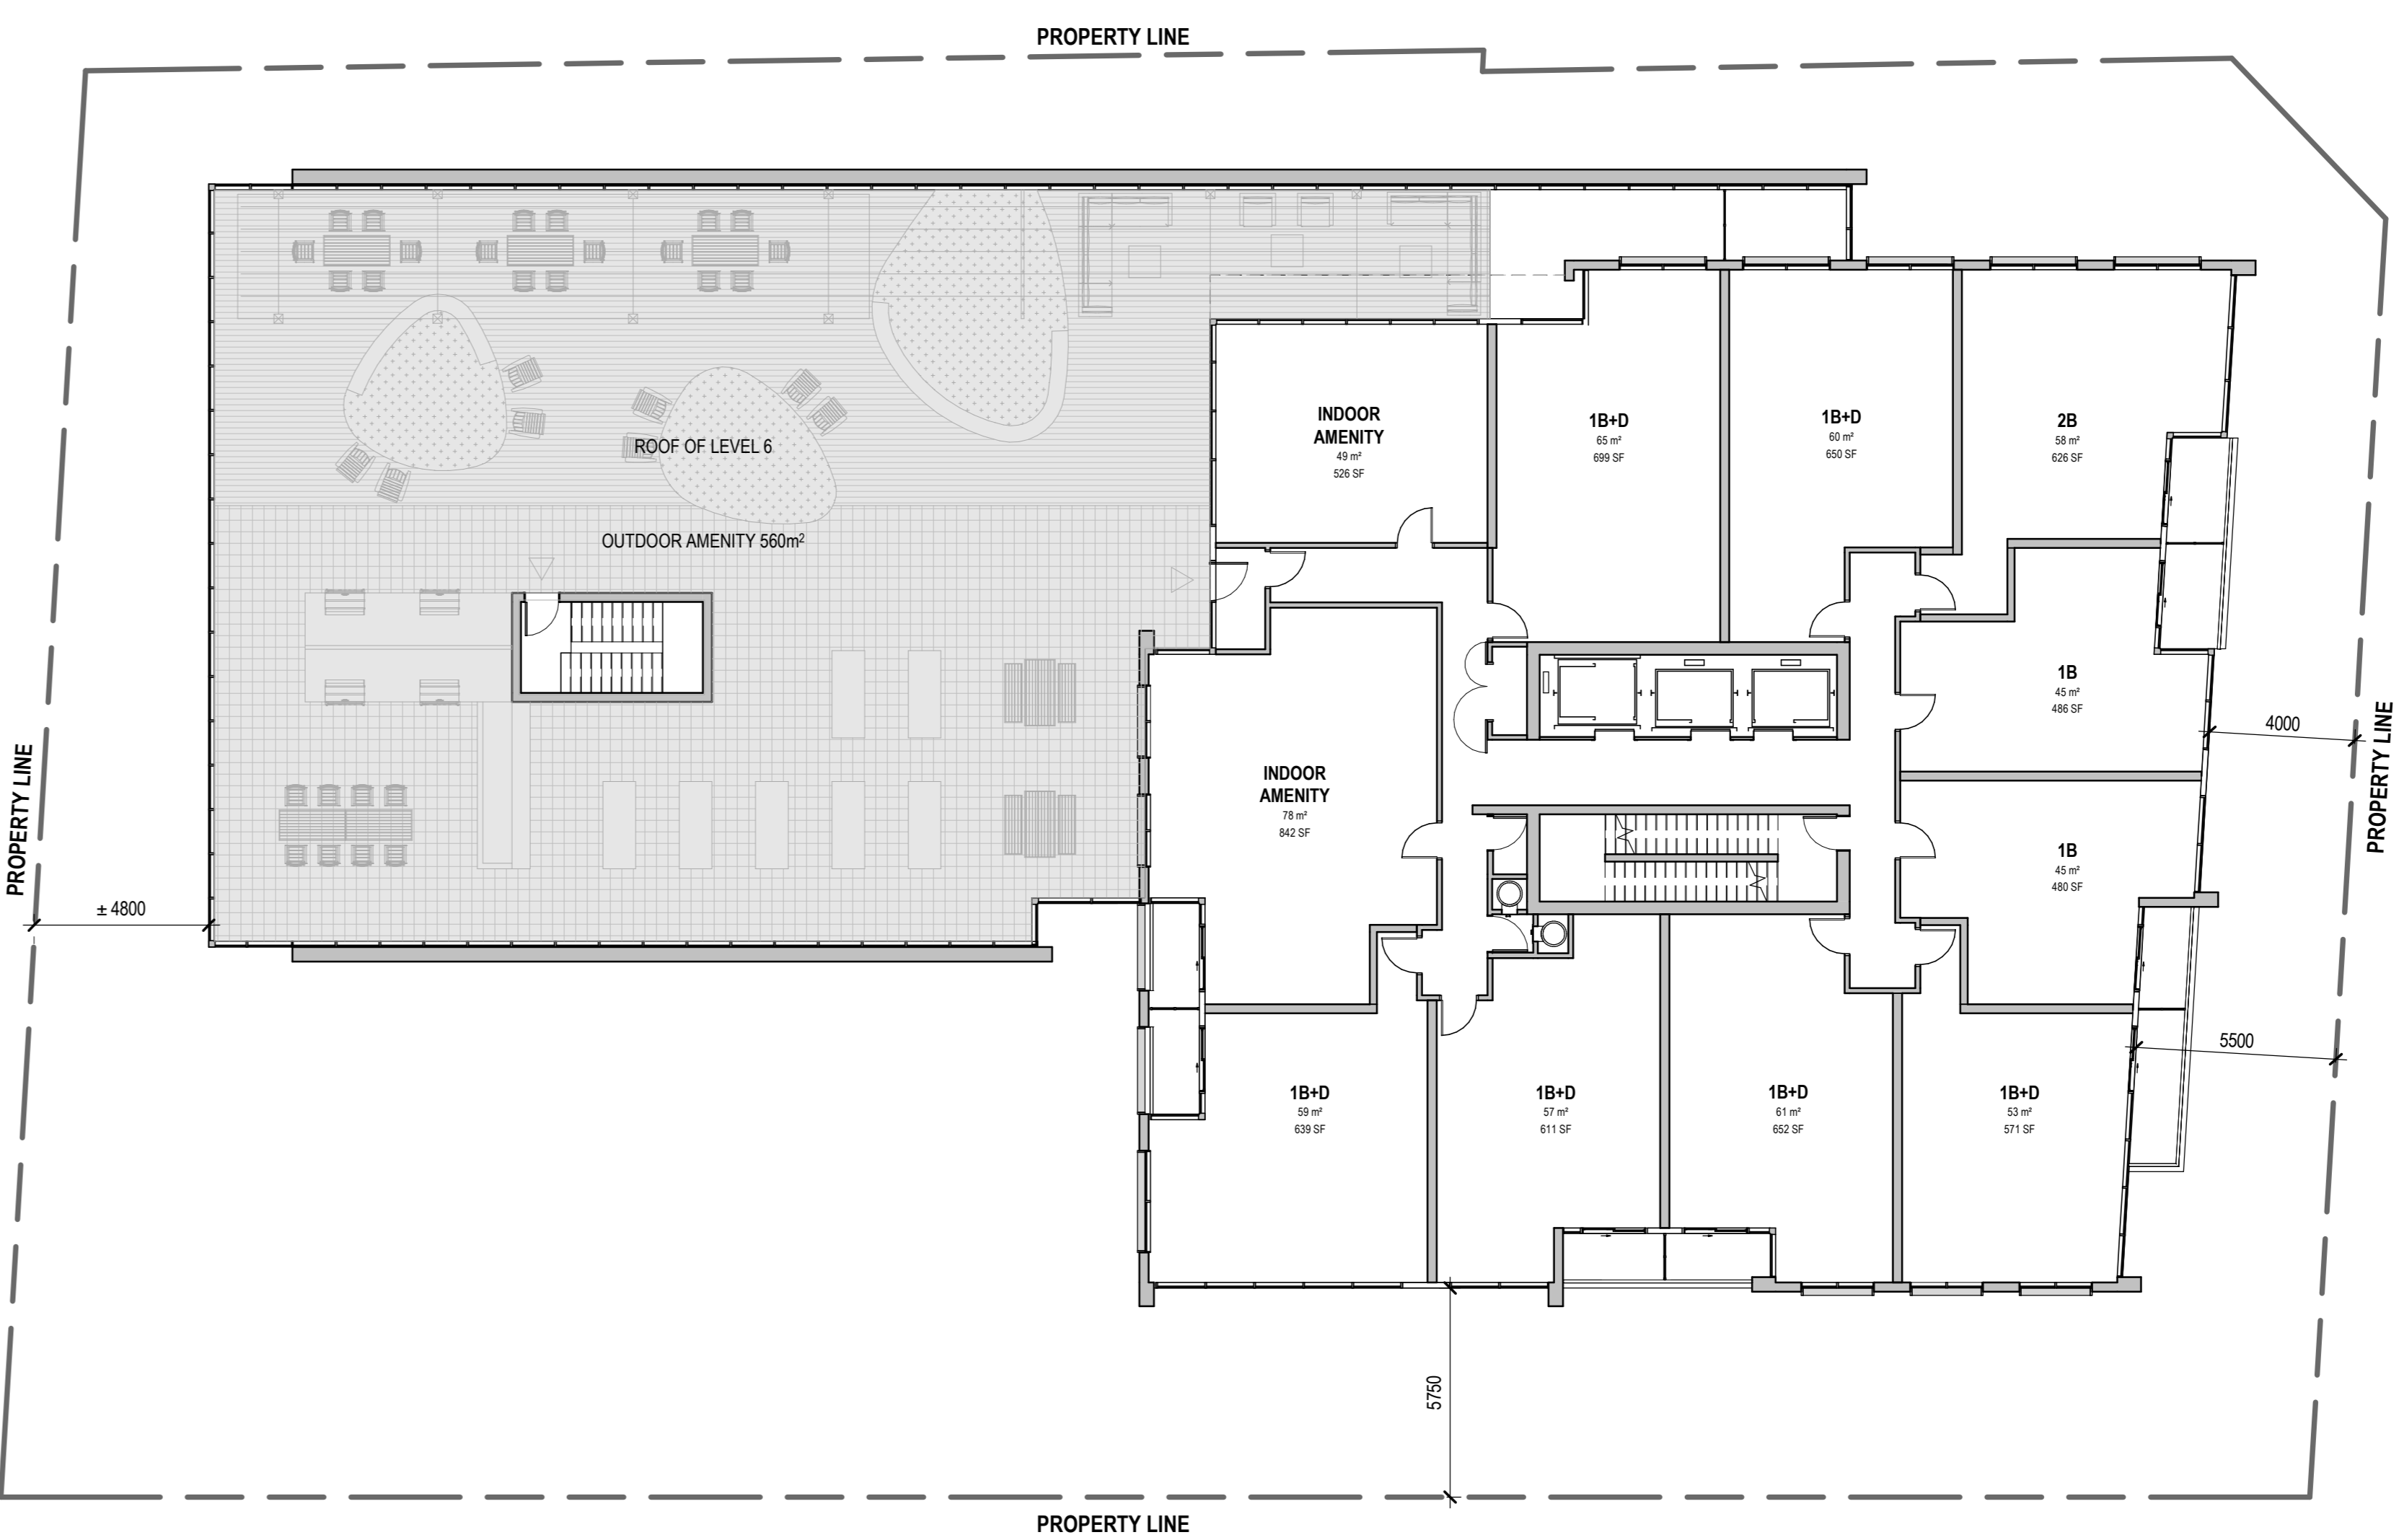 PROPERTY LINE
INDOOR
AMENITY
49 m²
526 SF
1B+D
65 m²
699 SF
1B+D
60 m²
650 SF
2B
58 m²
626 SF
ROOF OF LEVEL 6
OUTDOOR AMENITY 560m²
1B
45 m²
486 SF
4000
PROPERTY LINE
PROPERTY LINE
INDOOR
AMENITY
78 m²
842 SF
1B
45 m²
480 SF
± 4800
5500
1B+D
59 m²
639 SF
1B+D
57 m²
611 SF
1B+D
61 m²
652 SF
1B+D
53 m²
571 SF
5750
PROPERTY LINE